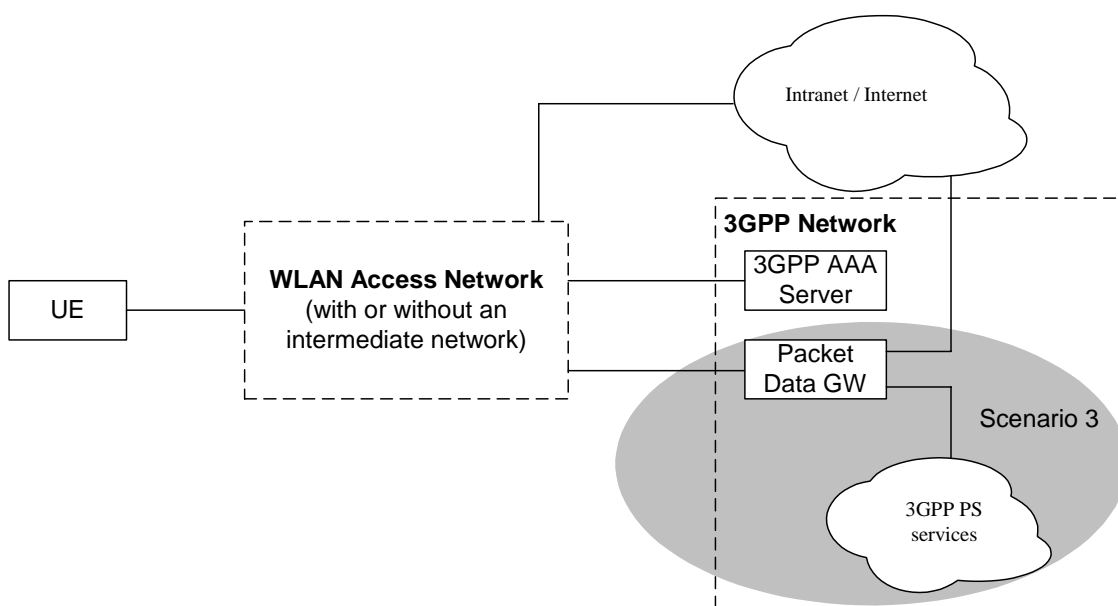 Intranet / Internet
3GPP Network
3GPP AAA
Server
WLAN Access Network
(with or without an
intermediate network)
UE
Packet
Data GW
Scenario 3
3GPP PS
services